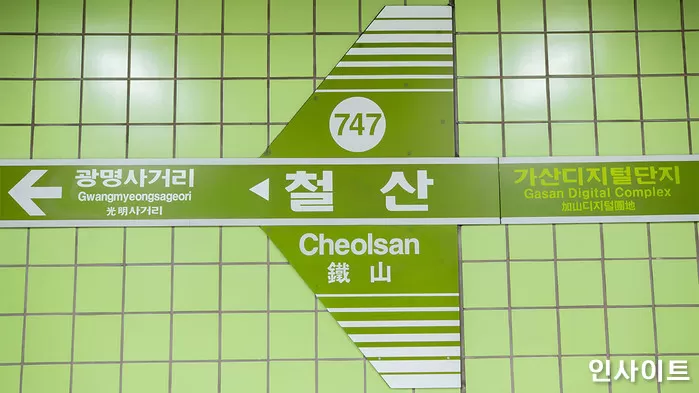 747
광명사거리
Gwangmyeongsageori
光明사거리
철산
Cheolsan
鐵山
가산디지털단지
Gasan Digital Complex
加山디지털團地
인사이트